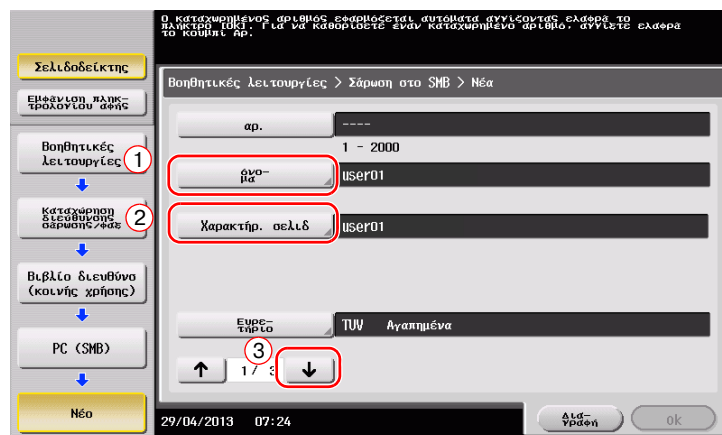 Ο καταχωρημένος αριθμός εφαρμόζεται αυτόματα αγγίζοντας ελαφρά το
πλήκτρο [OK]. Για να καθορίσετε έναν καταχωρημένο αριθμό, αγγίξτε ελαφρά
το κουμπί Αρ.
Σελιδοδείκτης
Εμφάνιση πληκ-
τρολογίου αφής
Βοηθητικές
λειτουργίες
1
Καταχώρηση
διεύθυνσης
σάρωσης/φαξ
2
Βιβλίο διευθύνσ
(κοινής χρήσης)
PC (SMB)
Νέο
Βοηθητικές λειτουργίες > Σάρωση στο SMB > Νέα
αρ.
----
1 - 2000
όνο-
μα
user01
Χαρακτήρ. σελιδ
user01
Ευρε-
τήριο
TUV Αγαπημένα
3
↑ 1/ 3 ↓
29/04/2013 07:24
Δια-
γραφή
ok